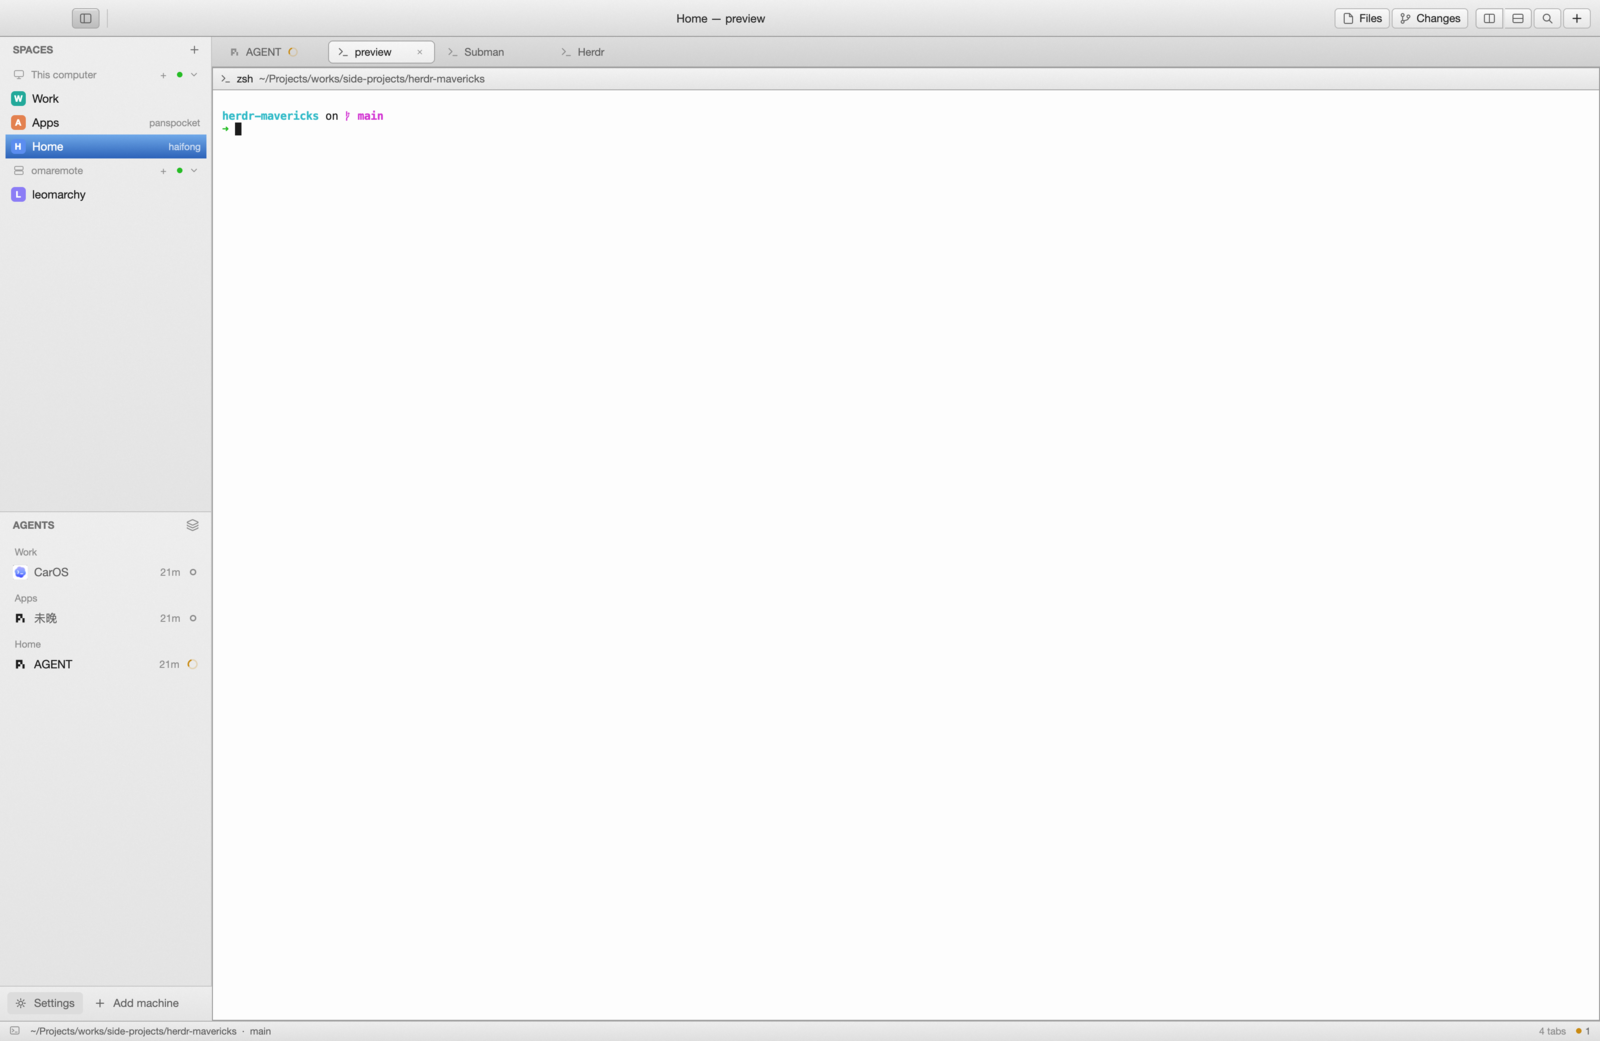 Home — preview
Files
Changes
SPACES
This computer
W Work
A Apps panspocket
H Home haifong
omaremote
L leomarchy
AGENT
preview
Subman
Herdr
zsh ~/Projects/works/side-projects/herdr-mavericks
herdr-mavericks on main
AGENTS
Work
CarOS 21m
Apps
未晚 21m
Home
AGENT 21m
Settings
Add machine
~/Projects/works/side-projects/herdr-mavericks · main
4 tabs 1